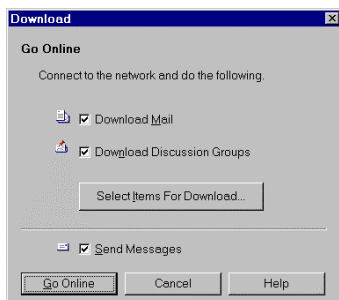 Download
Go Online
Connect to the network and do the following.
Download Mail
Download Discussion Groups
Select Items For Download...
Send Messages
Go Online Cancel Help